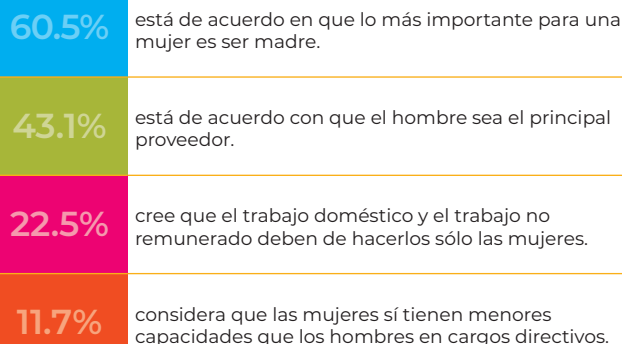 60.5%
está de acuerdo en que lo más importante para una
mujer es ser madre.
43.1%
está de acuerdo con que el hombre sea el principal
proveedor.
22.5%
cree que el trabajo doméstico y el trabajo no
remunerado deben de hacerlos sólo las mujeres.
11.7%
considera que las mujeres sí tienen menores
capacidades que los hombres en cargos directivos.